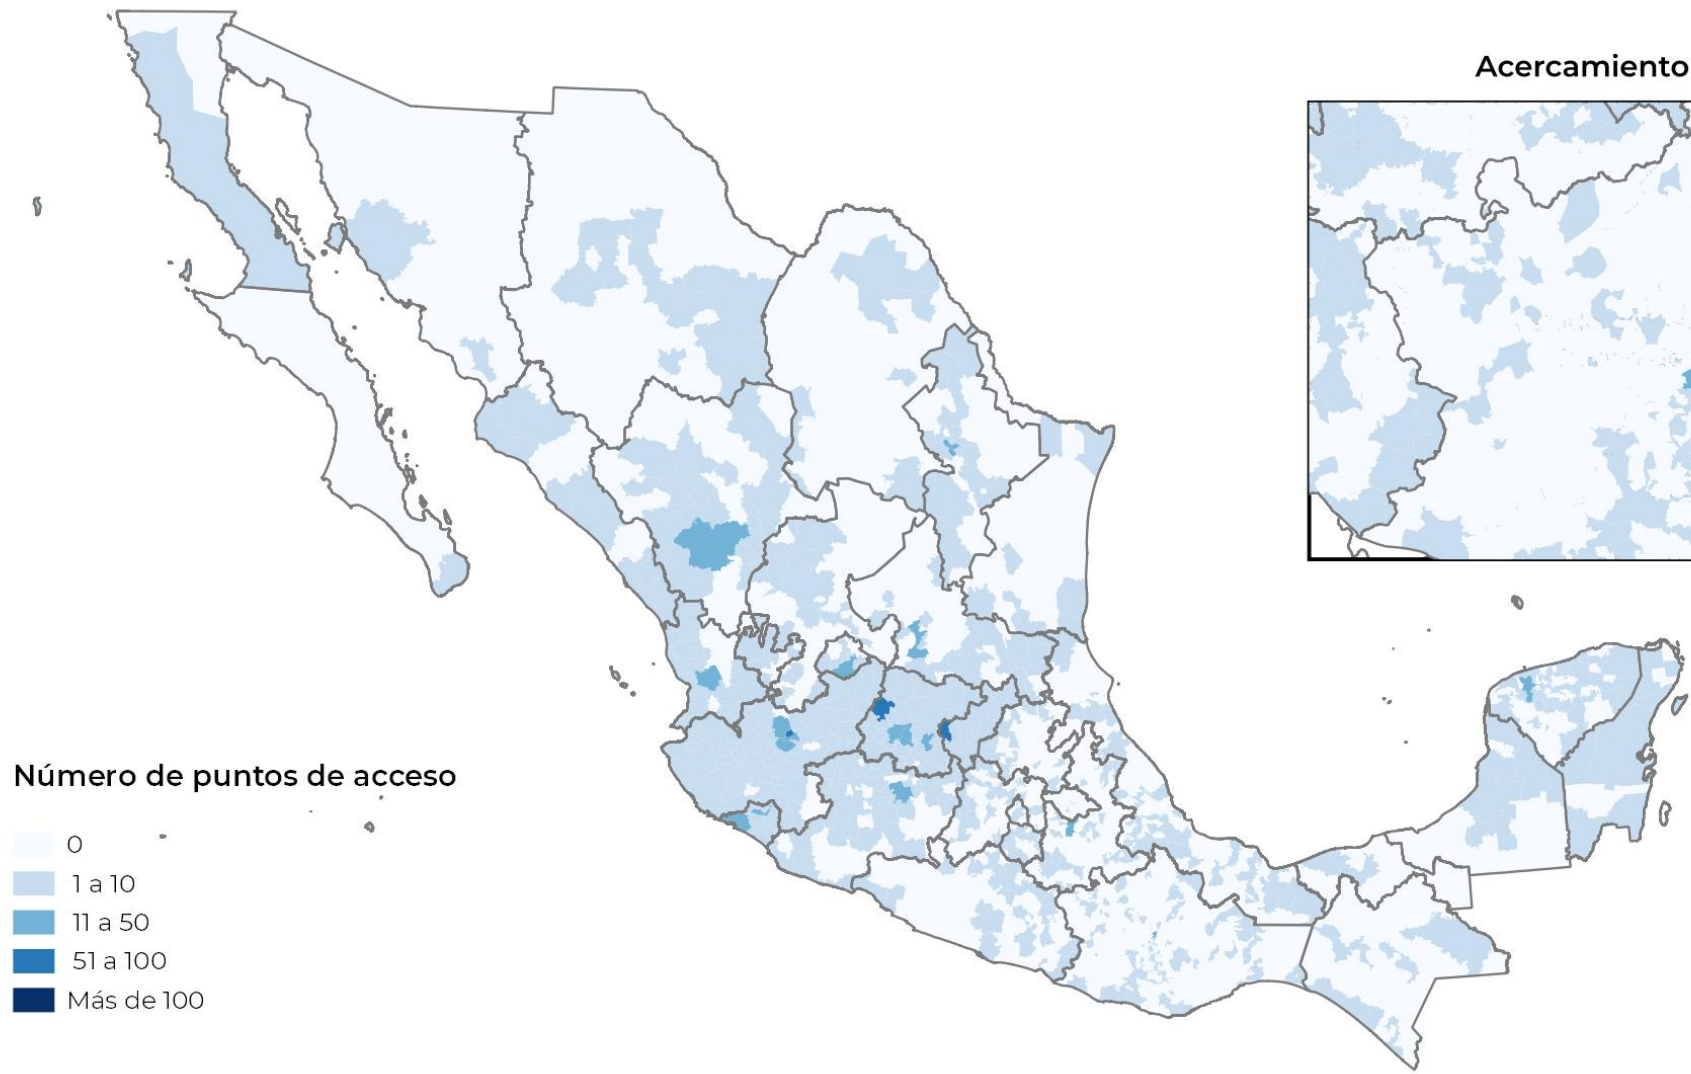 Acercamiento
Número de puntos de acceso
0
1 a 10
11 a 50
51 a 100
Más de 100